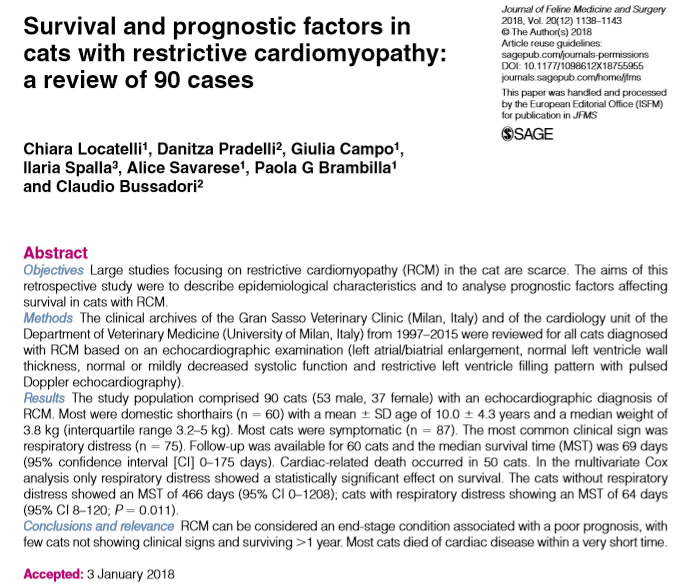 Survival and prognostic factors in
cats with restrictive cardiomyopathy:
a review of 90 cases
Journal of Feline Medicine and Surgery
2018, Vol. 20(12) 1138–1143
© The Author(s) 2018
Article reuse guidelines:
sagepub.com/journals-permissions
DOI: 10.1177/1098612X18755955
journals.sagepub.com/home/jfms
This paper was handled and processed
by the European Editorial Office (ISFM)
for publication in JFMS
SAGE
Chiara Locatelli¹, Danitza Pradelli², Giulia Campo¹,
Ilaria Spalla³, Alice Savarese¹, Paola G Brambilla¹
and Claudio Bussadori²
Abstract
Objectives Large studies focusing on restrictive cardiomyopathy (RCM) in the cat are scarce. The aims of this
retrospective study were to describe epidemiological characteristics and to analyse prognostic factors affecting
survival in cats with RCM.
Methods The clinical archives of the Gran Sasso Veterinary Clinic (Milan, Italy) and of the cardiology unit of the
Department of Veterinary Medicine (University of Milan, Italy) from 1997–2015 were reviewed for all cats diagnosed
with RCM based on an echocardiographic examination (left atrial/biatrial enlargement, normal left ventricle wall
thickness, normal or mildly decreased systolic function and restrictive left ventricle filling pattern with pulsed
Doppler echocardiography).
Results The study population comprised 90 cats (53 male, 37 female) with an echocardiographic diagnosis of
RCM. Most were domestic shorthairs (n = 60) with a mean ± SD age of 10.0 ± 4.3 years and a median weight of
3.8 kg (interquartile range 3.2–5 kg). Most cats were symptomatic (n = 87). The most common clinical sign was
respiratory distress (n = 75). Follow-up was available for 60 cats and the median survival time (MST) was 69 days
(95% confidence interval [CI] 0–175 days). Cardiac-related death occurred in 50 cats. In the multivariate Cox
analysis only respiratory distress showed a statistically significant effect on survival. The cats without respiratory
distress showed an MST of 466 days (95% CI 0–1208); cats with respiratory distress showing an MST of 64 days
(95% CI 8–120; P = 0.011).
Conclusions and relevance RCM can be considered an end-stage condition associated with a poor prognosis, with
few cats not showing clinical signs and surviving >1 year. Most cats died of cardiac disease within a very short time.
Accepted: 3 January 2018